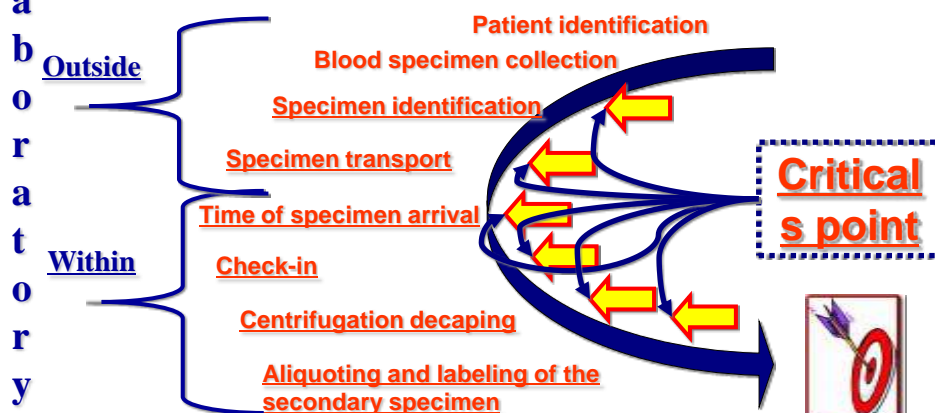 aboratory
Outside
Patient identification
Blood specimen collection
Specimen identification
Specimen transport
Within
Time of specimen arrival
Check-in
Centrifugation decaping
Aliquoting and labeling of the
secondary specimen
Critical
s point